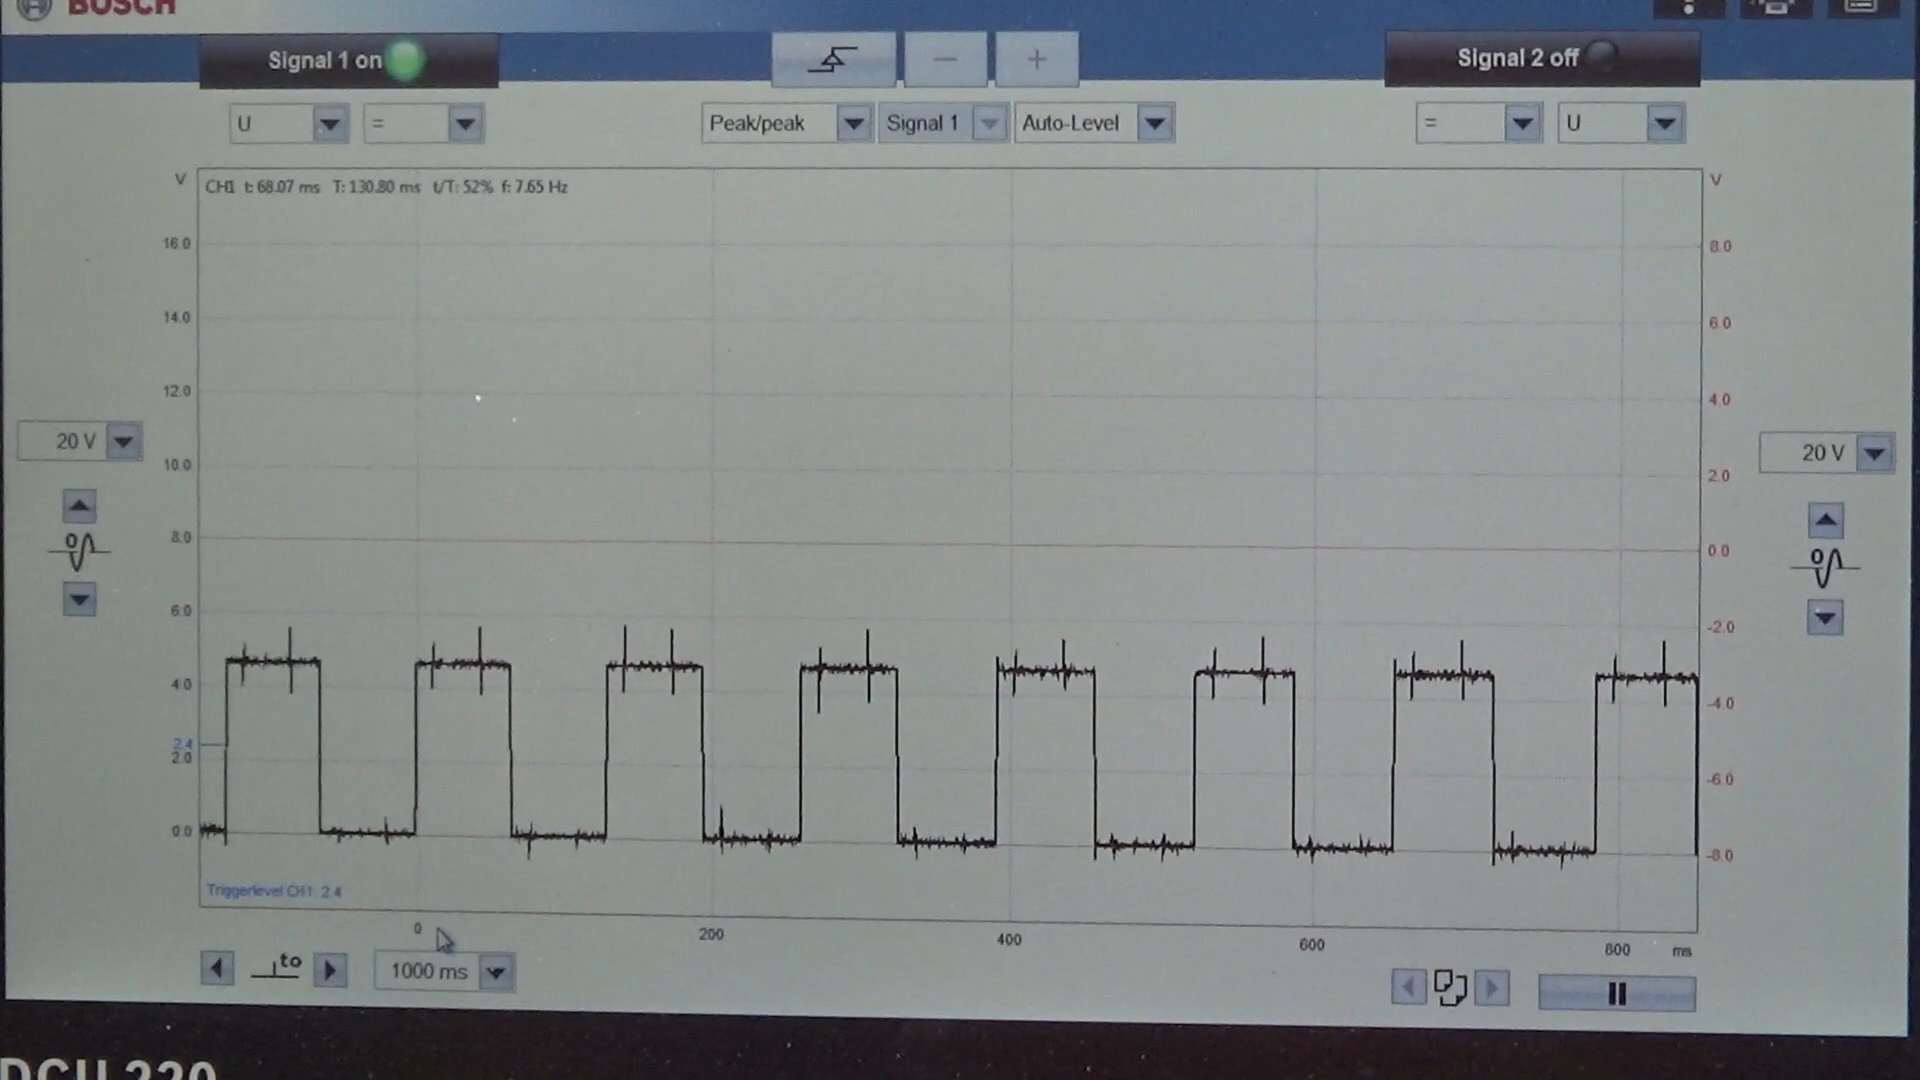 BOSCH
Signal 1 on
−
+
Signal 2 off
U
=
Peak/peak
Signal 1
Auto-Level
=
U
V
CH1 t: 68.07 ms T: 130.80 ms t/T: 52% f: 7.65 Hz
V
16.0
8.0
14.0
6.0
12.0
4.0
20 V
20 V
10.0
2.0
8.0
0.0
6.0
-2.0
4.0
-4.0
2.4
2.0
-6.0
0.0
-8.0
Triggerlevel CH1: 2.4
0
200
400
600
800
ms
to
1000 ms
DCU 220